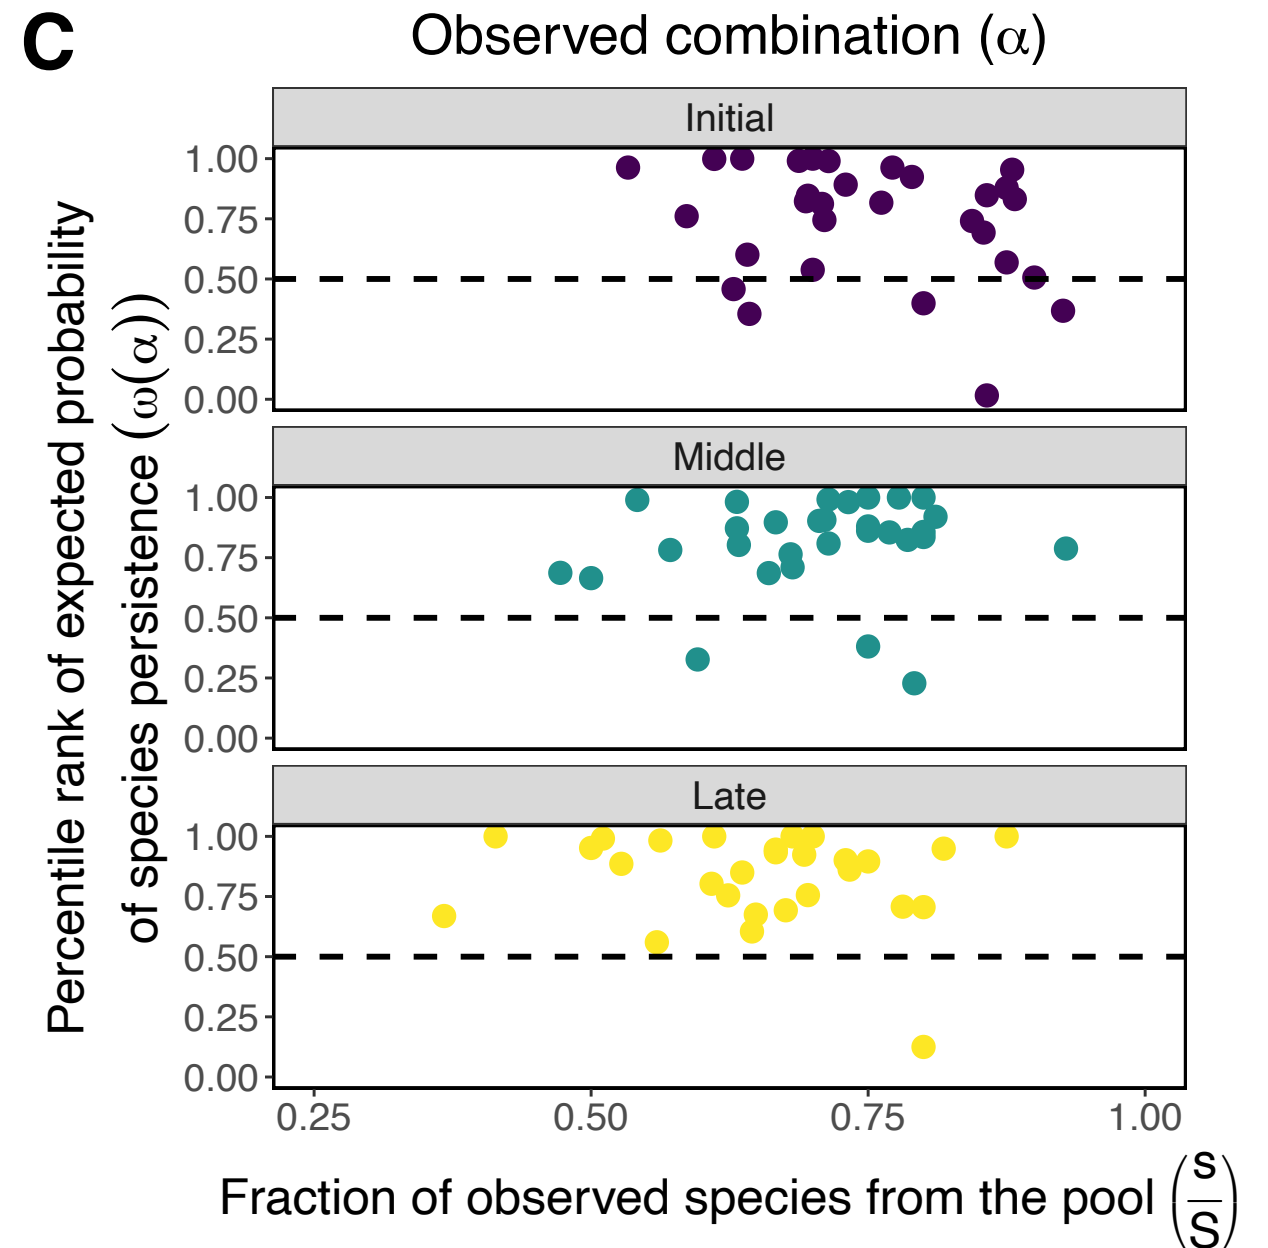 C
Observed combination (α)
Percentile rank of expected probability
of species persistence (ω(α))
Initial
1.00
0.75
0.50
0.25
0.00
Middle
1.00
0.75
0.50
0.25
0.00
Late
1.00
0.75
0.50
0.25
0.00
0.25 0.50 0.75 1.00
Fraction of observed species from the pool (s/S)